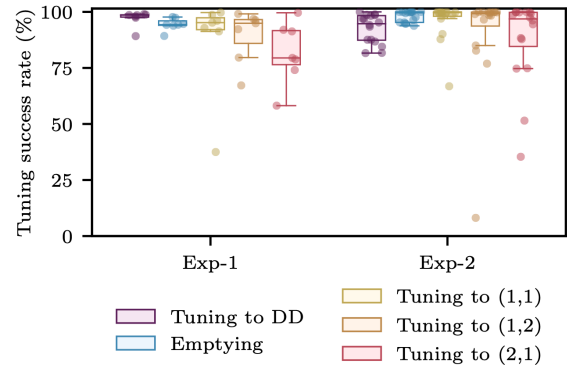 Tuning success rate (%)
100
75
50
25
0
Exp-1
Exp-2
Tuning to DD
Emptying
Tuning to (1,1)
Tuning to (1,2)
Tuning to (2,1)